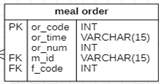 meal order
PK or_code INT
or_time VARCHAR(15)
or_num INT
FK m_id VARCHAR(15)
FK f_code INT